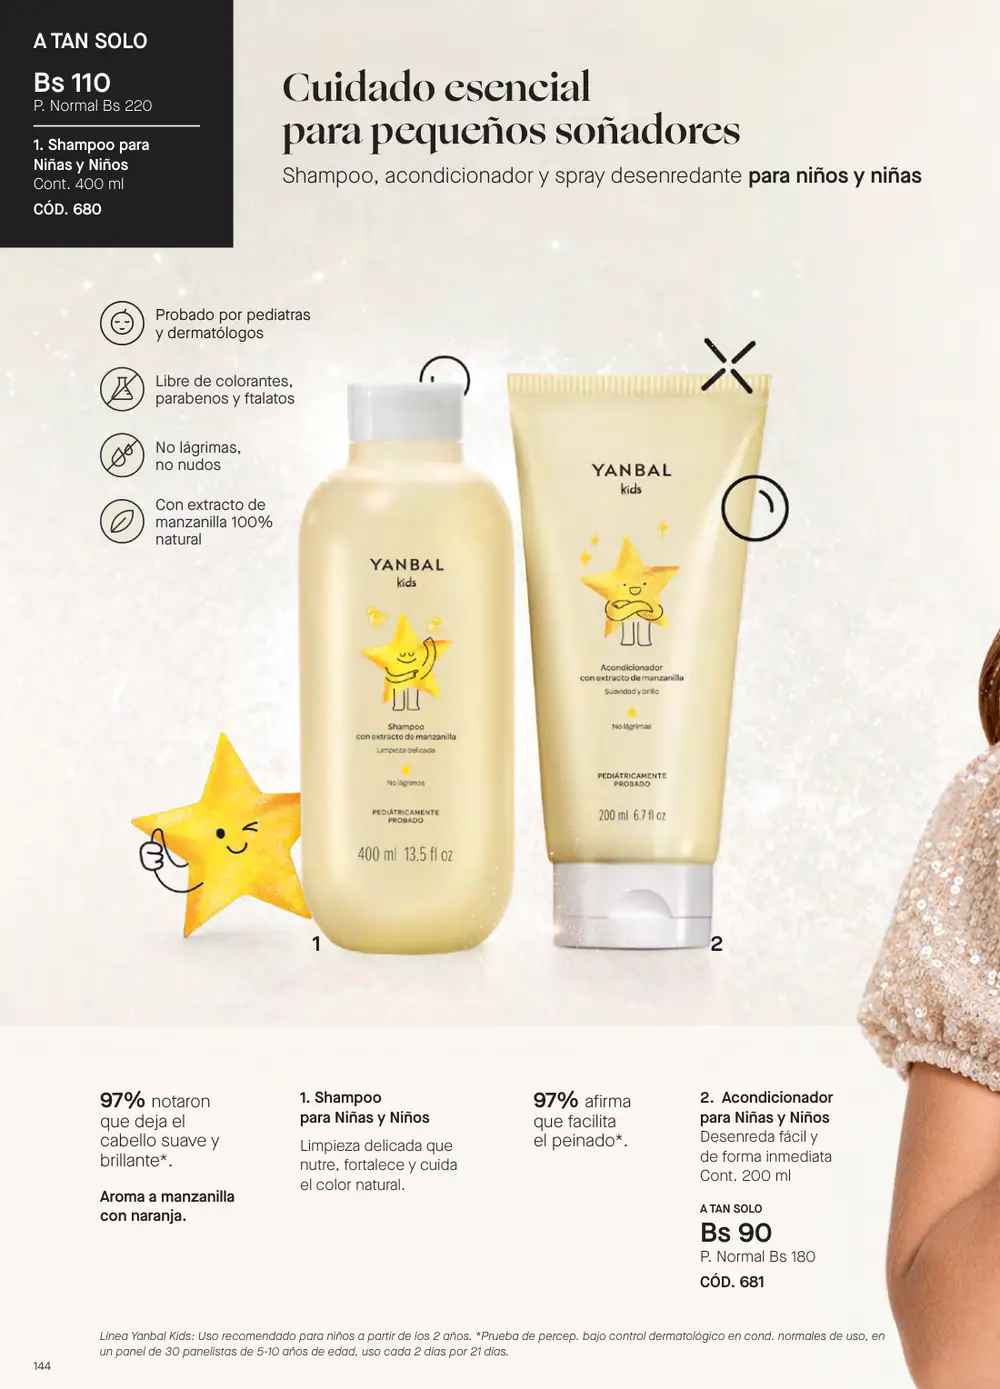 A TAN SOLO
Bs 110
P. Normal Bs 220
1. Shampoo para
Niñas y Niños
Cont. 400 ml
CÓD. 680
Cuidado esencial
para pequeños soñadores
Shampoo, acondicionador y spray desenredante para niños y niñas
Probado por pediatras
y dermatólogos
Libre de colorantes,
parabenos y ftalatos
No lágrimas,
no nudos
Con extracto de
manzanilla 100%
natural
YANBAL
kids
Shampoo
con extracto de manzanilla
Limpieza delicada
No lágrimas
PEDIÁTRICAMENTE
PROBADO
400 ml 13.5 fl oz
1
YANBAL
kids
Acondicionador
con extracto de manzanilla
Suavidad y brillo
No lágrimas
PEDIÁTRICAMENTE
PROBADO
200 ml 6.7 fl oz
2
97% notaron
que deja el
cabello suave y
brillante*.
Aroma a manzanilla
con naranja.
1. Shampoo
para Niñas y Niños
Limpieza delicada que
nutre, fortalece y cuida
el color natural.
97% afirma
que facilita
el peinado*.
2. Acondicionador
para Niñas y Niños
Desenreda fácil y
de forma inmediata
Cont. 200 ml
A TAN SOLO
Bs 90
P. Normal Bs 180
CÓD. 681
Línea Yanbal Kids: Uso recomendado para niños a partir de los 2 años. *Prueba de percep. bajo control dermatológico en cond. normales de uso, en
un panel de 30 panelistas de 5-10 años de edad, uso cada 2 días por 21 días.
144